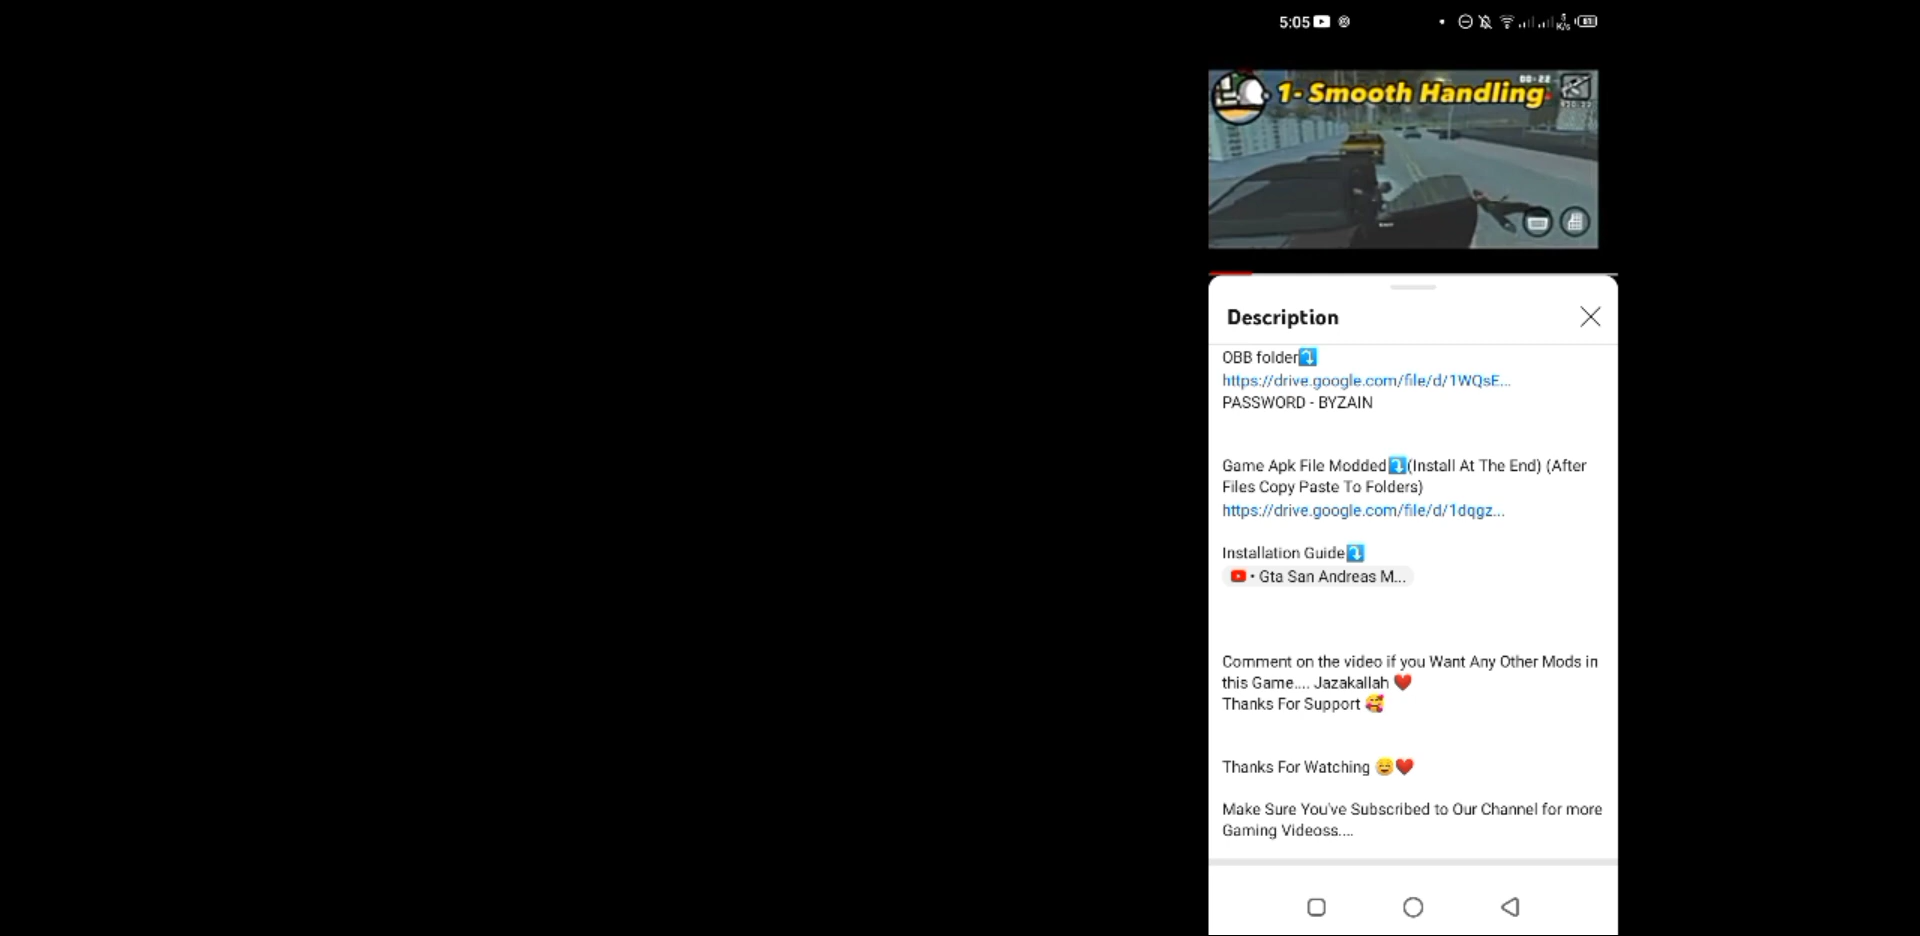 5:05
K/s
81
00:22
1- Smooth Handling
Description
OBB folder⤵️
https://drive.google.com/file/d/1WQsE...
PASSWORD - BYZAIN
Game Apk File Modded⤵️(Install At The End) (After
Files Copy Paste To Folders)
https://drive.google.com/file/d/1dqgz...
Installation Guide⤵️
• Gta San Andreas M...
Comment on the video if you Want Any Other Mods in
this Game.... Jazakallah ❤️
Thanks For Support 🥰
Thanks For Watching 😅❤️
Make Sure You've Subscribed to Our Channel for more
Gaming Videoss....